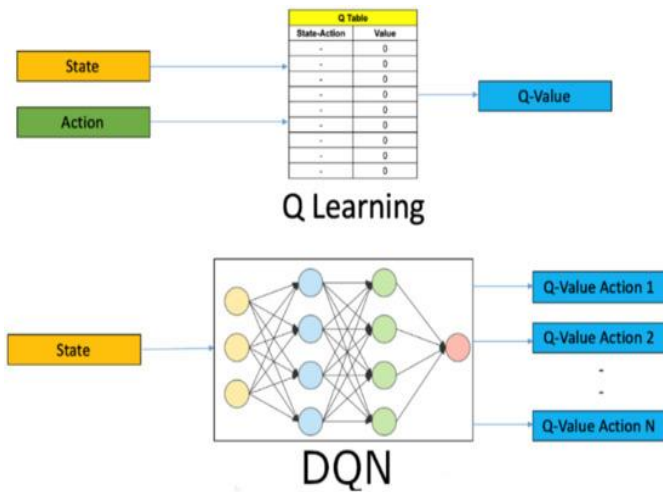 Q Table
State-Action Value
- 0
- 0
- 0
- 0
- 0
- 0
- 0
- 0
- 0
State
Action
Q-Value
Q Learning
State
Q-Value Action 1
Q-Value Action 2
-
-
Q-Value Action N
DQN